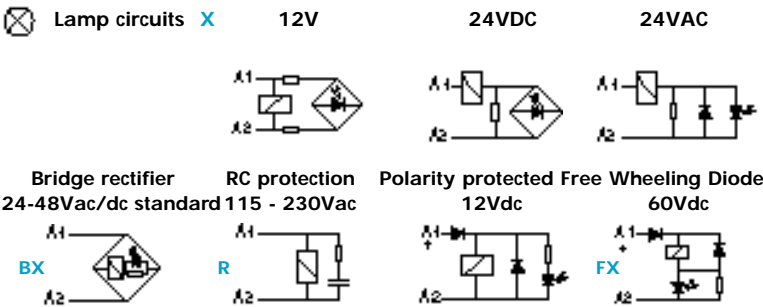 Lamp circuits X 12V 24VDC 24VAC
A1 A1 A1
A2 A2 A2
Bridge rectifier RC protection Polarity protected Free Wheeling Diode
24-48Vac/dc standard 115 - 230Vac 12Vdc 60Vdc
A1 A1 A1 A1
+ +
BX R FX
A2 A2 A2 A2